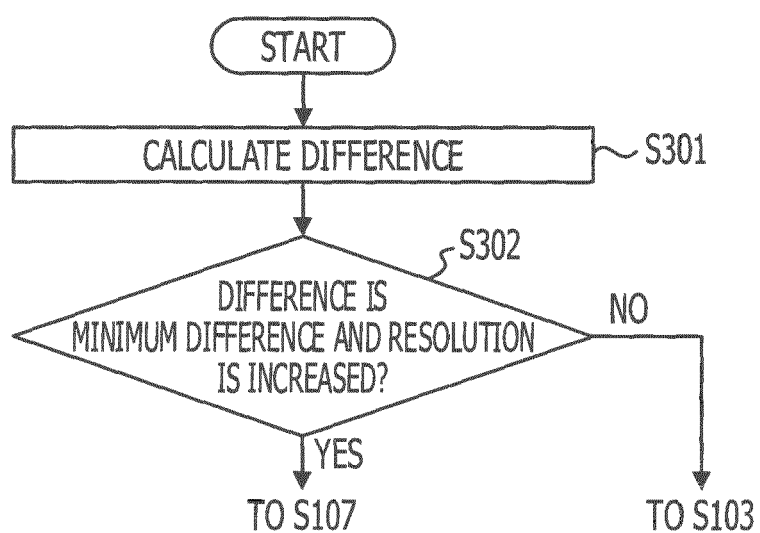 START
CALCULATE DIFFERENCE
S301
S302
DIFFERENCE IS
MINIMUM DIFFERENCE AND RESOLUTION
IS INCREASED?
NO
YES
TO S107
TO S103